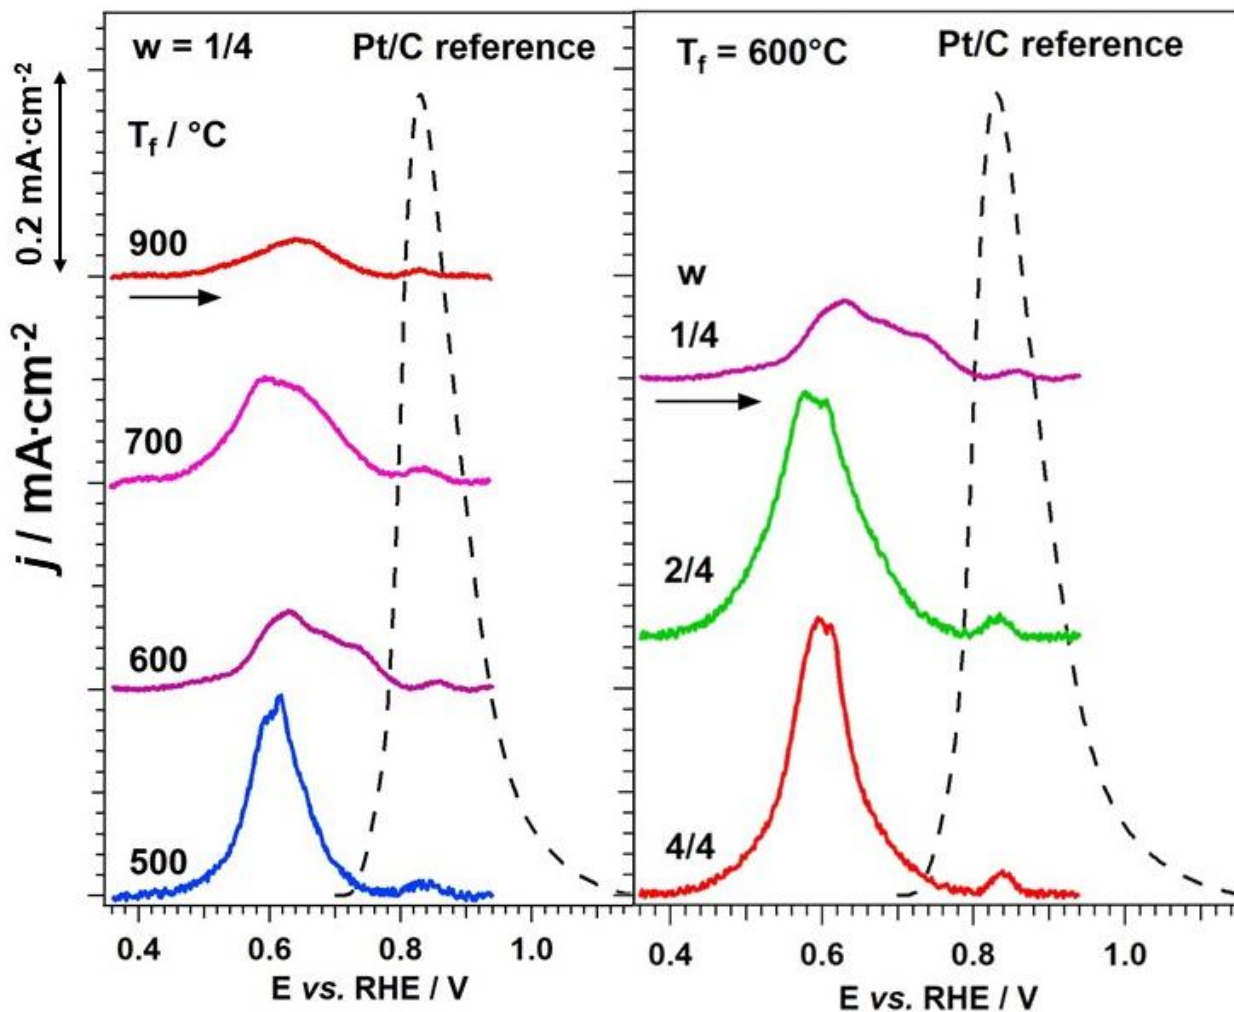 w = 1/4
Pt/C reference
T_f / °C
900
700
600
500
0.2 mA·cm⁻²
j / mA·cm⁻²
0.4 0.6 0.8 1.0
E vs. RHE / V
T_f = 600°C
Pt/C reference
w
1/4
2/4
4/4
0.4 0.6 0.8 1.0
E vs. RHE / V